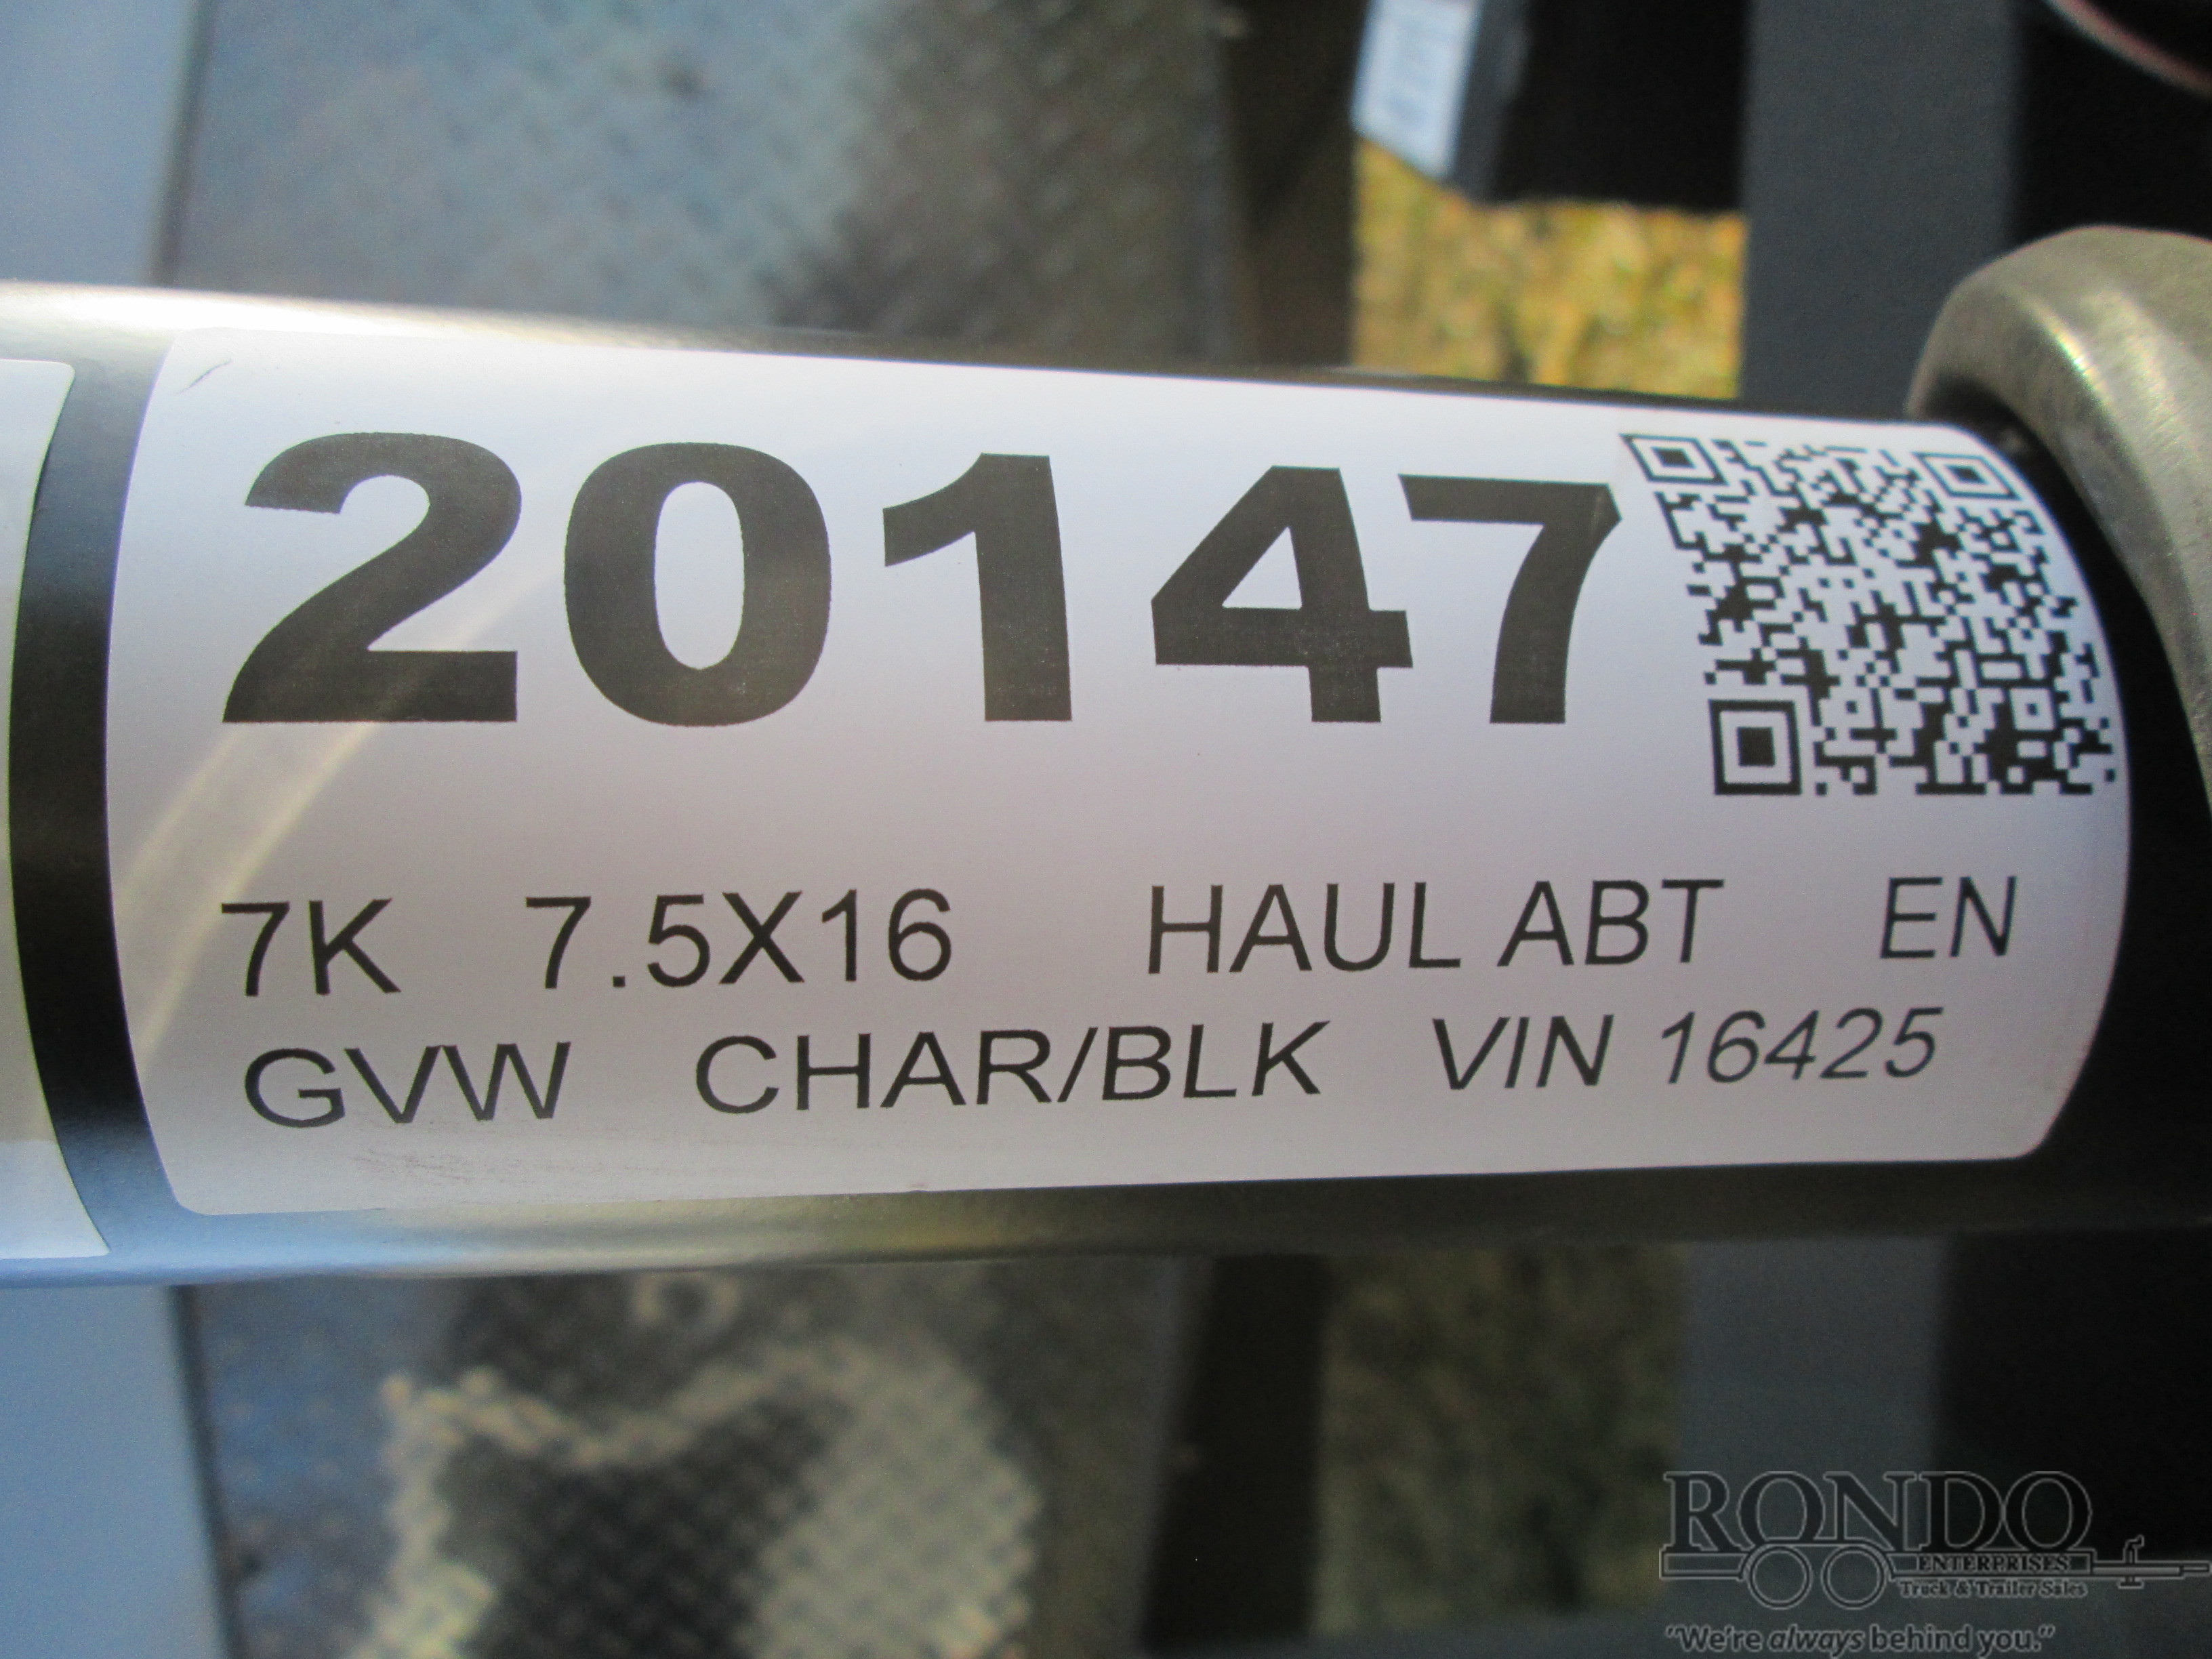 20147
7K 7.5X16 HAUL ABT EN
GVW CHAR/BLK VIN 16425
RONDO
ENTERPRISES
Truck & Trailer Sales
"We're always behind you."